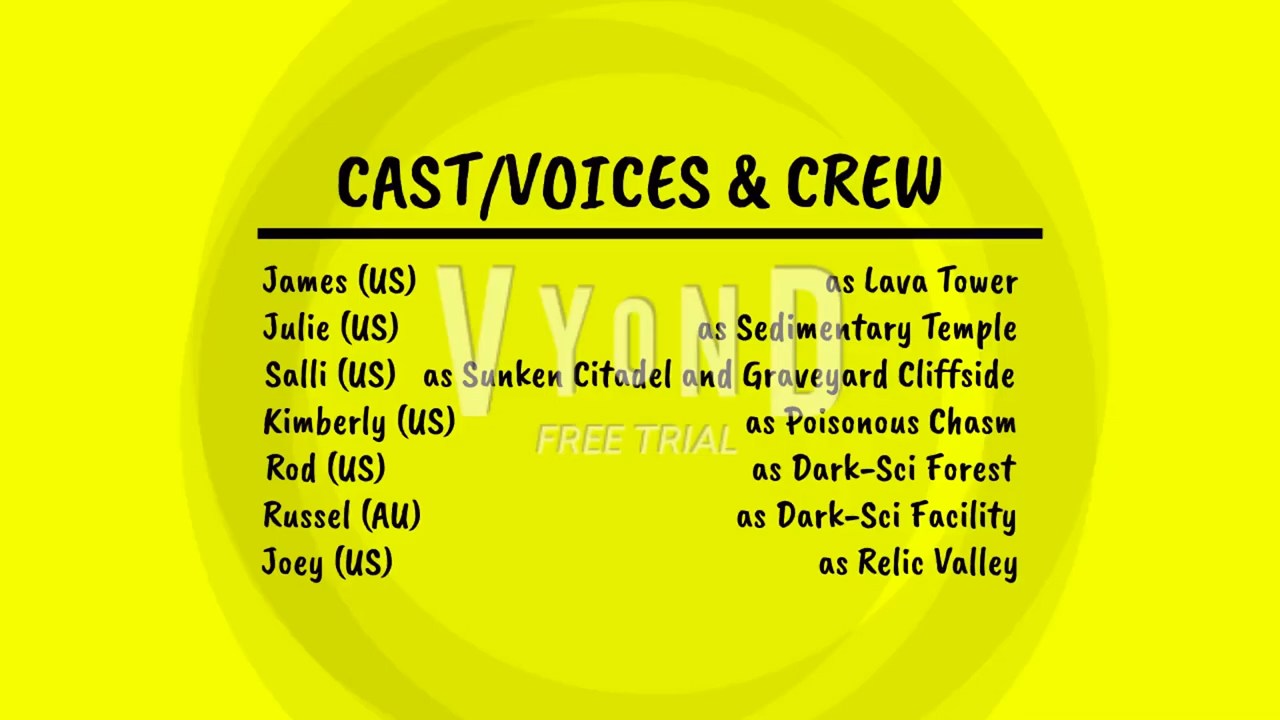 CAST/VOICES & CREW
James (US) as Lava Tower
Julie (US) as Sedimentary Temple
Salli (US) as Sunken Citadel and Graveyard Cliffside
Kimberly (US) as Poisonous Chasm
Rod (US) as Dark-Sci Forest
Russel (AU) as Dark-Sci Facility
Joey (US) as Relic Valley
VYOND
FREE TRIAL